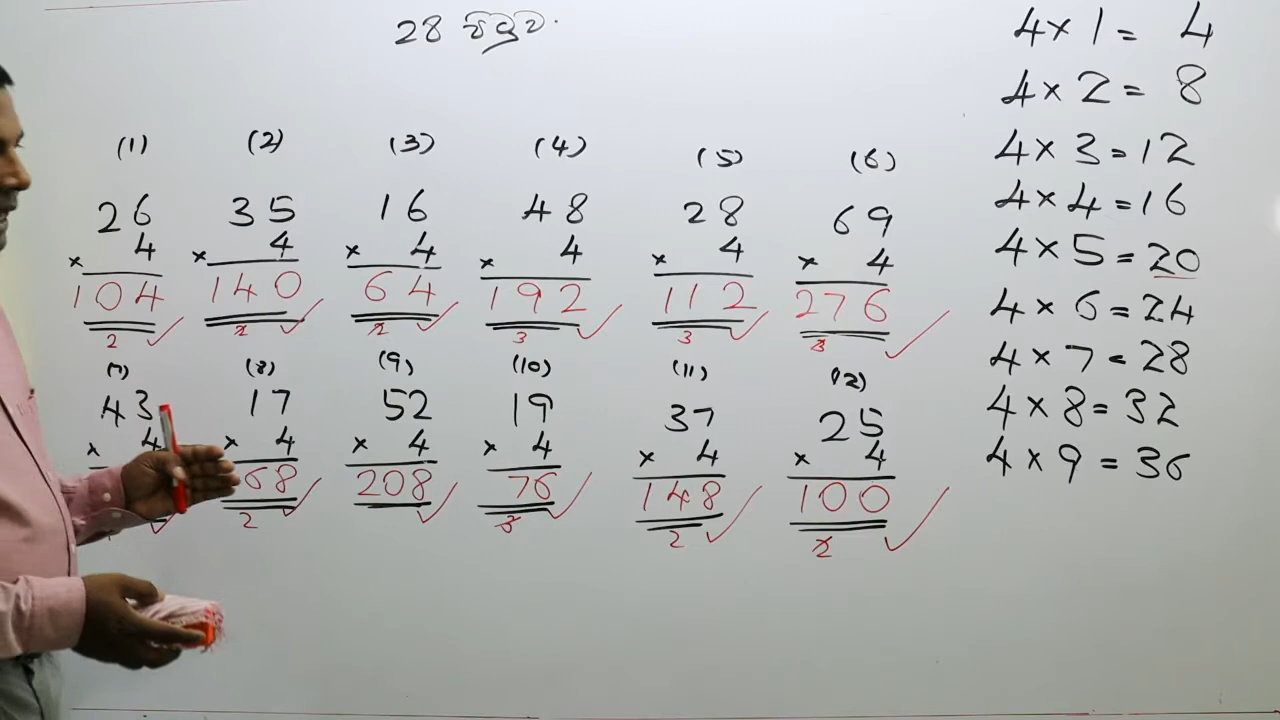 28 පාඩම.
(1) (2) (3) (4) (5) (6)
26 35 16 48 28 69
× 4 × 4 × 4 × 4 × 4 × 4
104 140 64 192 112 276
2 2 2 3 3 3
(7) (8) (9) (10) (11) (12)
43 17 52 19 37 25
× 4 × 4 × 4 × 4 × 4 × 4
68 208 76 148 100
2 3 2 2
4 × 1 = 4
4 × 2 = 8
4 × 3 = 12
4 × 4 = 16
4 × 5 = 20
4 × 6 = 24
4 × 7 = 28
4 × 8 = 32
4 × 9 = 36